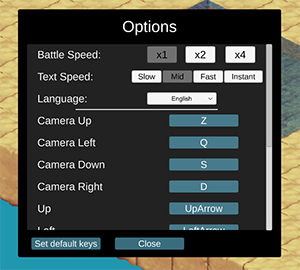 Options
Battle Speed: x1 x2 x4
Text Speed: Slow Mid Fast Instant
Language: English
Camera Up Z
Camera Left Q
Camera Down S
Camera Right D
Up UpArrow
Left LeftArrow
Set default keys Close